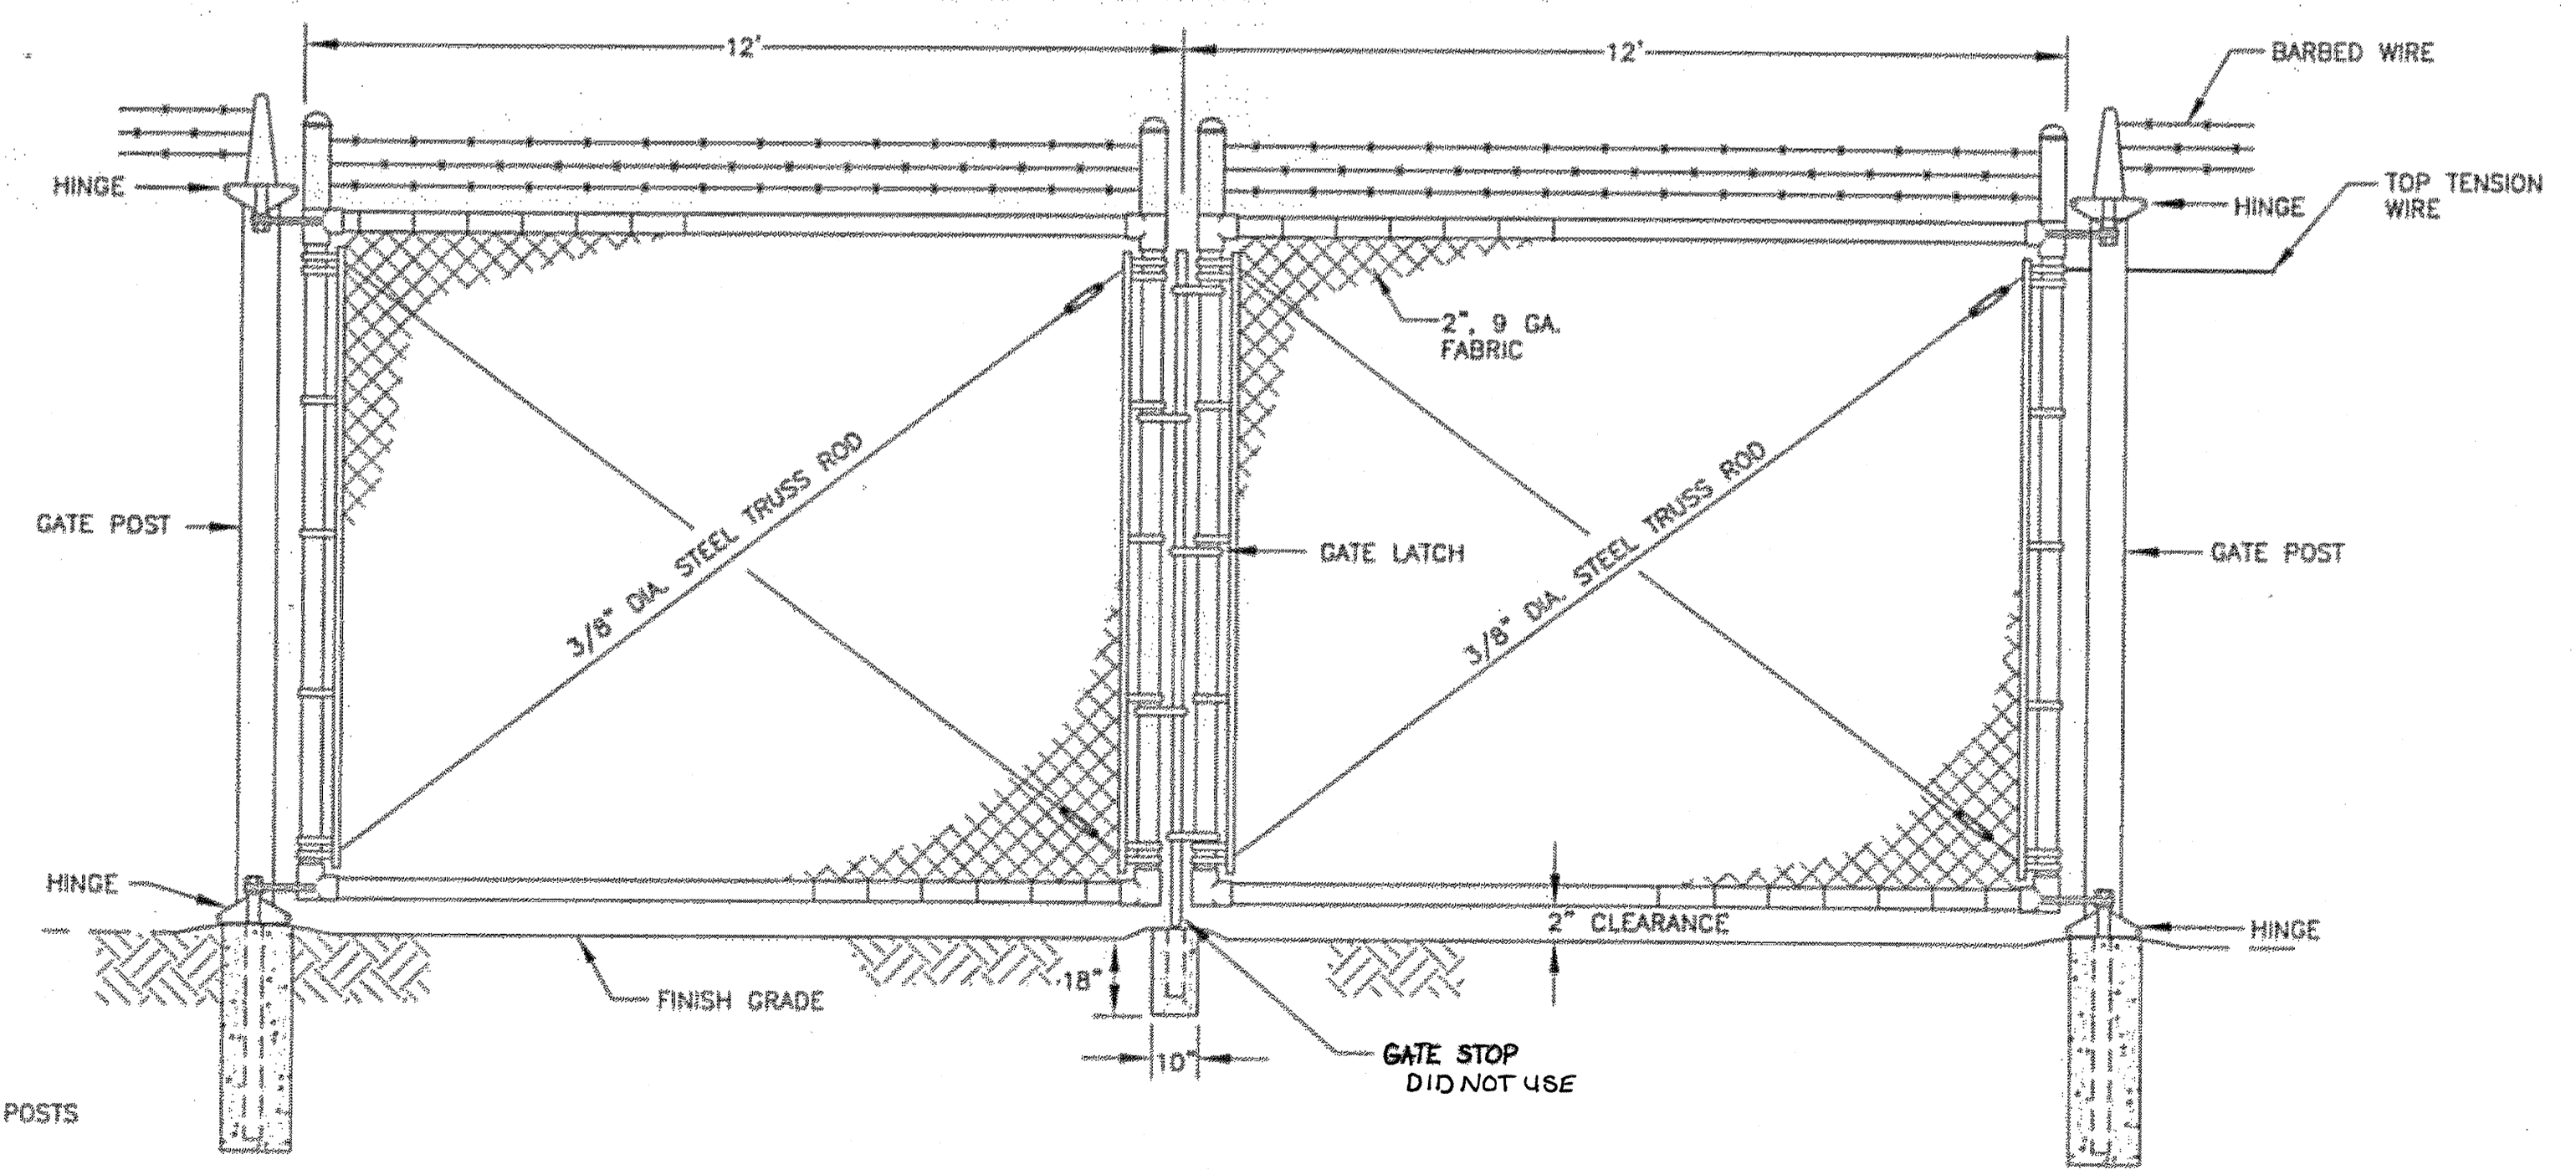 12'
12'
BARBED WIRE
HINGE
TOP TENSION
WIRE
HINGE
2", 9 GA.
FABRIC
3/8" DIA. STEEL TRUSS ROD
3/8" DIA. STEEL TRUSS ROD
GATE POST
GATE LATCH
GATE POST
HINGE
2" CLEARANCE
HINGE
18"
FINISH GRADE
10"
GATE STOP
DID NOT USE
POSTS